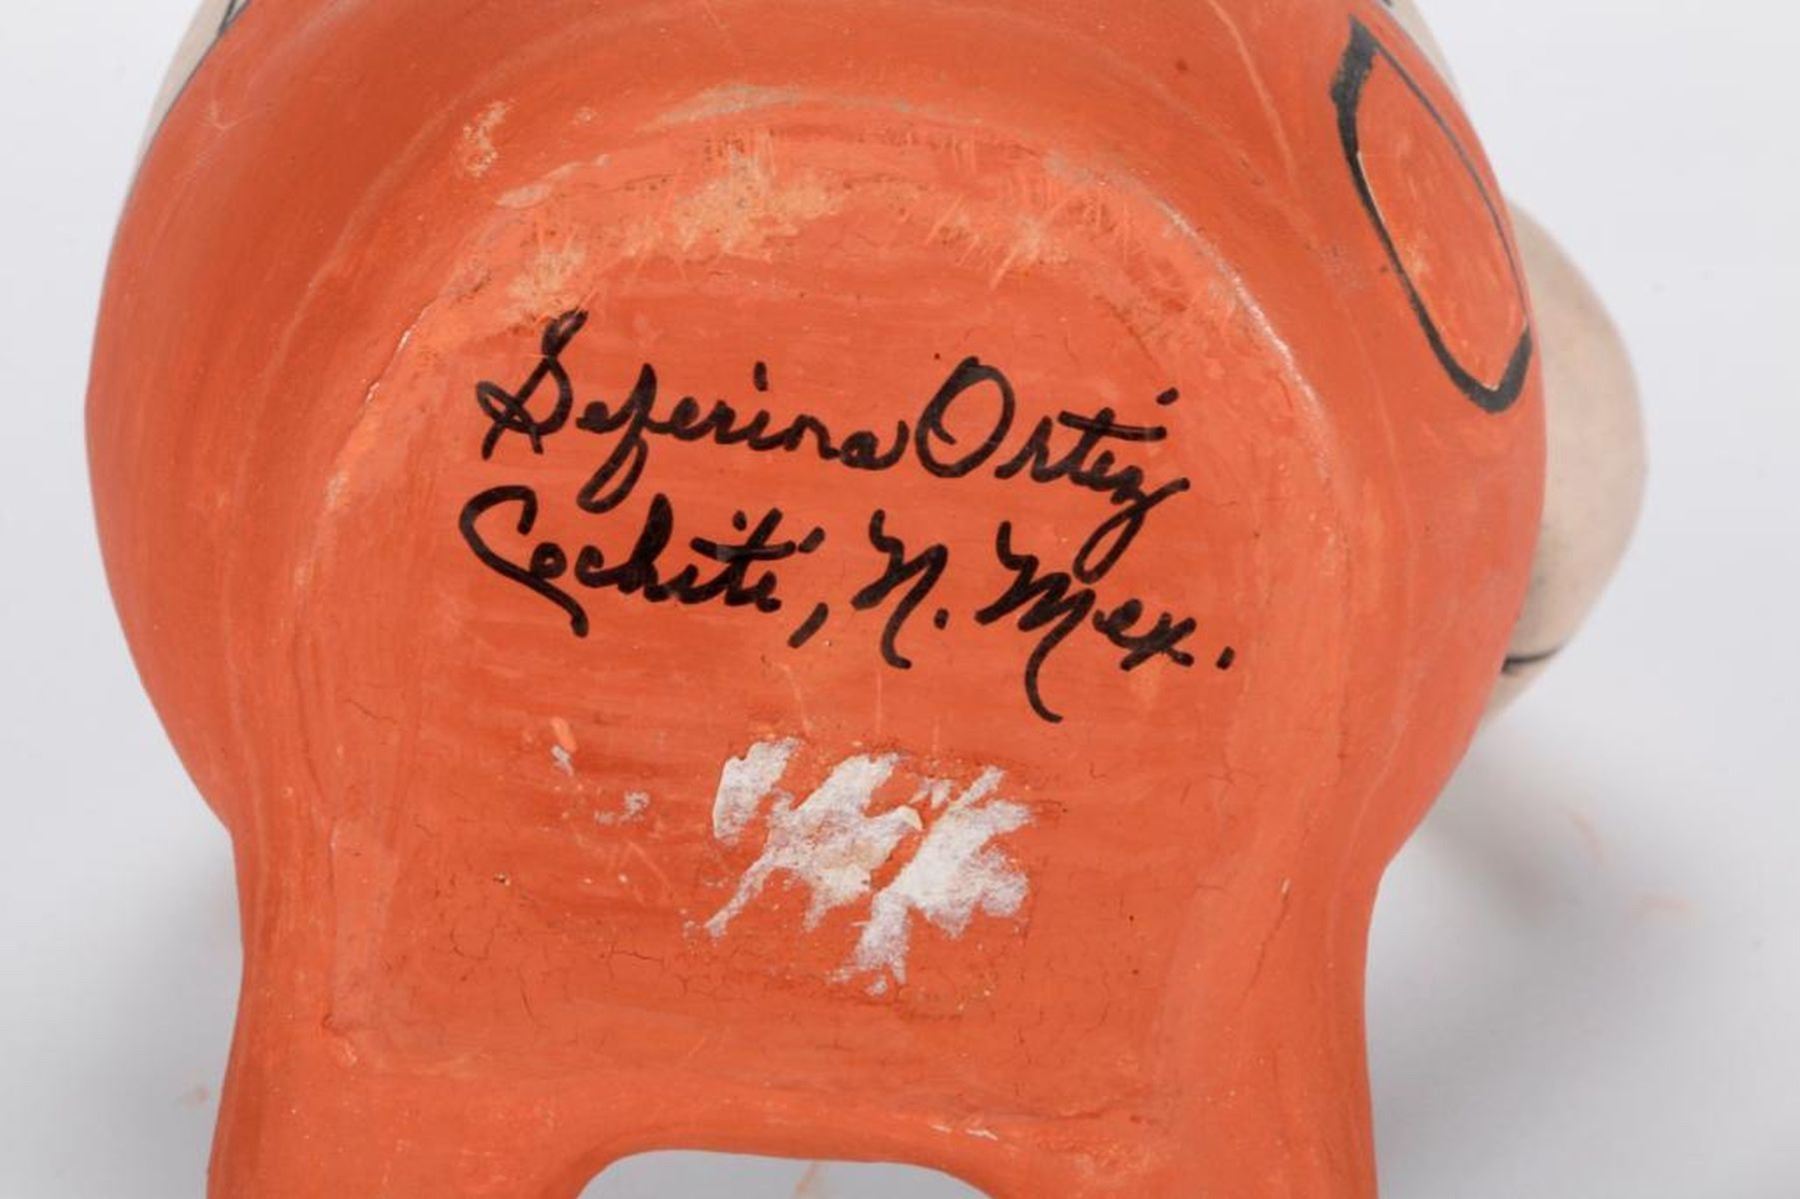 Seferina Ortiz
Cochiti, N. Mex.